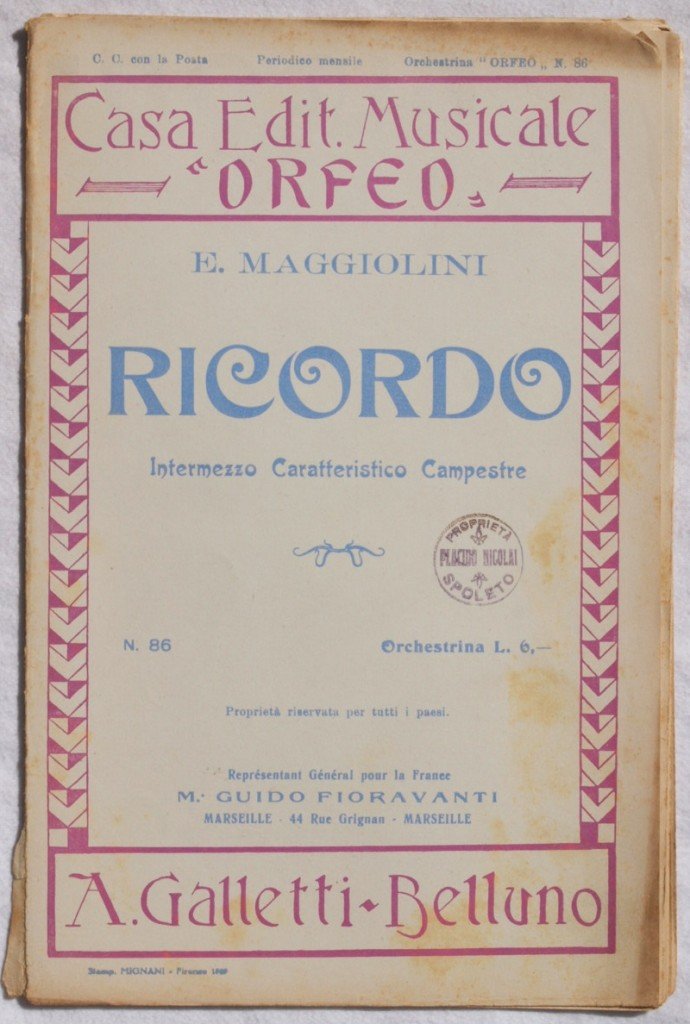 C. C. con la Posta Periodico mensile Orchestrina " ORFEO „ N. 86
Casa Edit. Musicale
“ORFEO„
E. MAGGIOLINI
RICORDO
Intermezzo Caratteristico Campestre
PROPRIETÀ
PLACIDO NICOLAI
SPOLETO
N. 86 Orchestrina L. 6,—
Proprietà riservata per tutti i paesi.
Représentant Général pour la France
M.° GUIDO FIORAVANTI
MARSEILLE - 44 Rue Grignan - MARSEILLE
A. Galletti - Belluno
Stamp. MIGNANI - Firenze